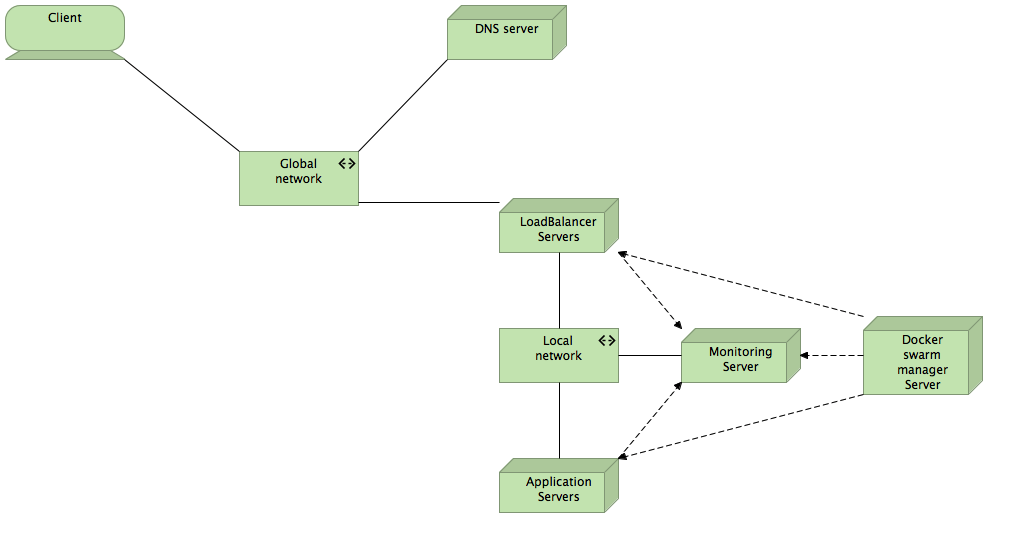 Client
DNS server
Global
network
LoadBalancer
Servers
Local
network
Monitoring
Server
Docker
swarm
manager
Server
Application
Servers